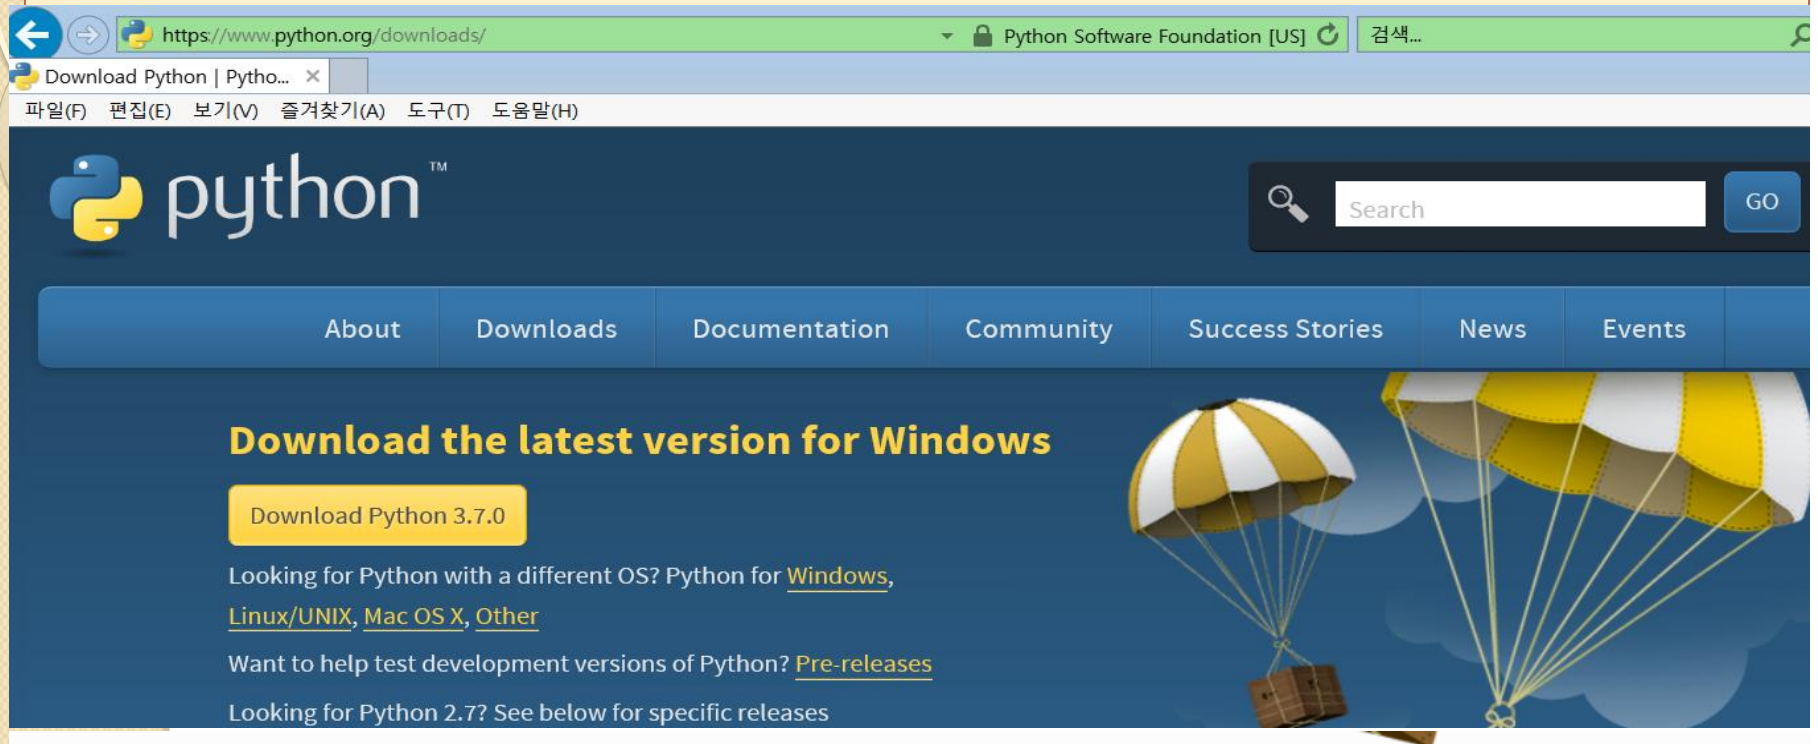 https://www.python.org/downloads/ Python Software Foundation [US] 검색...
Download Python | Pytho...
파일(F) 편집(E) 보기(V) 즐겨찾기(A) 도구(T) 도움말(H)
python™
Search GO
About Downloads Documentation Community Success Stories News Events
Download the latest version for Windows
Download Python 3.7.0
Looking for Python with a different OS? Python for Windows,
Linux/UNIX, Mac OS X, Other
Want to help test development versions of Python? Pre-releases
Looking for Python 2.7? See below for specific releases